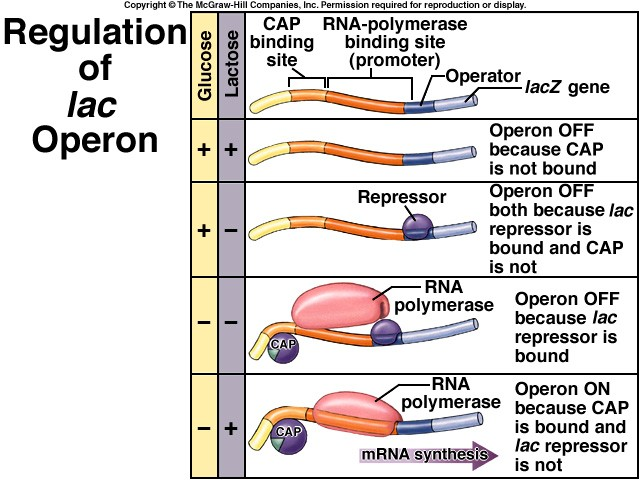 Copyright © The McGraw-Hill Companies, Inc. Permission required for reproduction or display.
Regulation
of
lac
Operon
Glucose
Lactose
CAP
binding
site
RNA-polymerase
binding site
(promoter)
Operator
lacZ gene
+ +
Operon OFF
because CAP
is not bound
+ –
Repressor
Operon OFF
both because lac
repressor is
bound and CAP
is not
– –
CAP
RNA
polymerase
Operon OFF
because lac
repressor is
bound
– +
CAP
RNA
polymerase
mRNA synthesis
Operon ON
because CAP
is bound and
lac repressor
is not